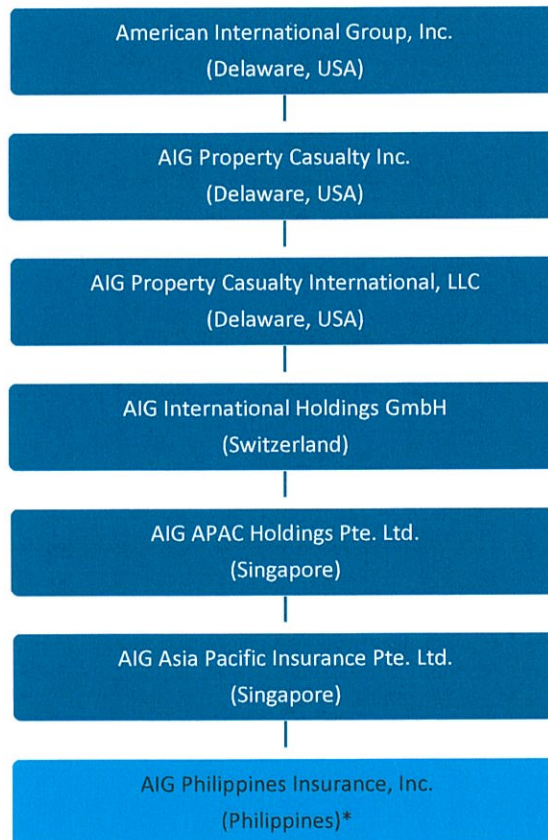 American International Group, Inc.
(Delaware, USA)
AIG Property Casualty Inc.
(Delaware, USA)
AIG Property Casualty International, LLC
(Delaware, USA)
AIG International Holdings GmbH
(Switzerland)
AIG APAC Holdings Pte. Ltd.
(Singapore)
AIG Asia Pacific Insurance Pte. Ltd.
(Singapore)
AIG Philippines Insurance, Inc.
(Philippines)*